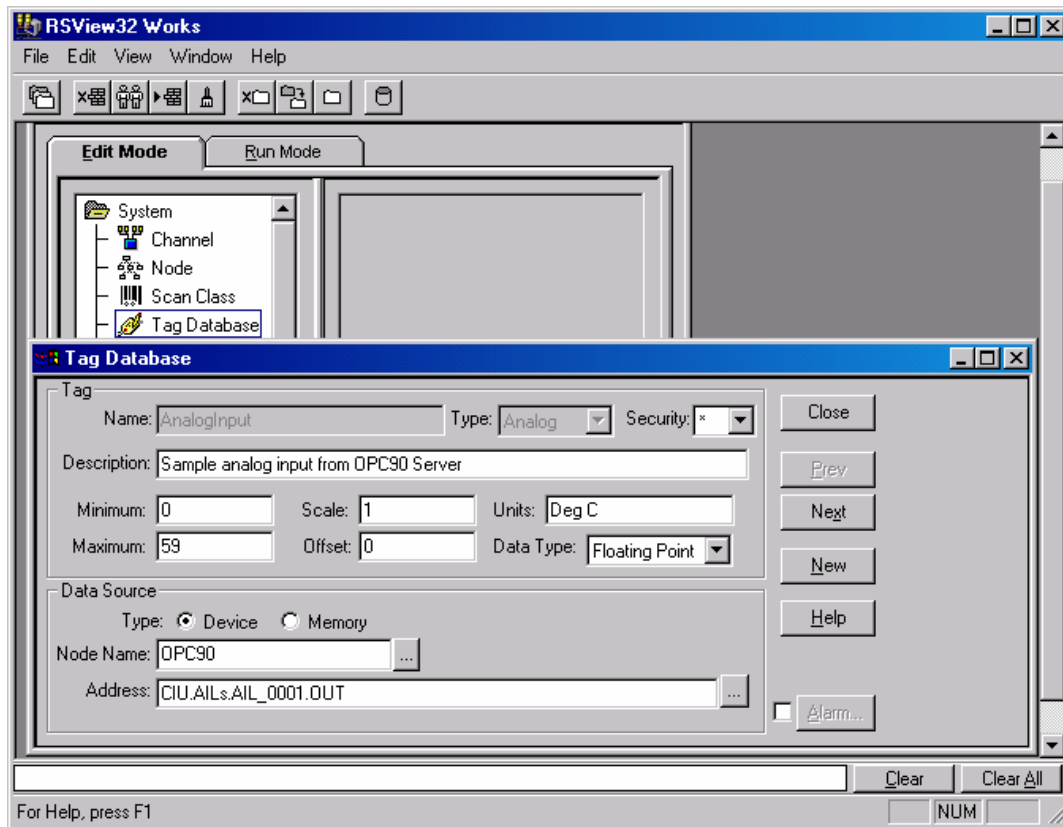 RSView32 Works
File Edit View Window Help
Edit Mode Run Mode
System
Channel
Node
Scan Class
Tag Database
Tag Database
Tag
Name: AnalogInput Type: Analog Security: *
Close
Description: Sample analog input from OPC90 Server
Prev
Minimum: 0 Scale: 1 Units: Deg C
Next
Maximum: 59 Offset: 0 Data Type: Floating Point
New
Data Source
Type: Device Memory
Help
Node Name: OPC90 ...
Address: CIU.AILs.AIL_0001.OUT ...
Alarm...
Clear Clear All
For Help, press F1 NUM